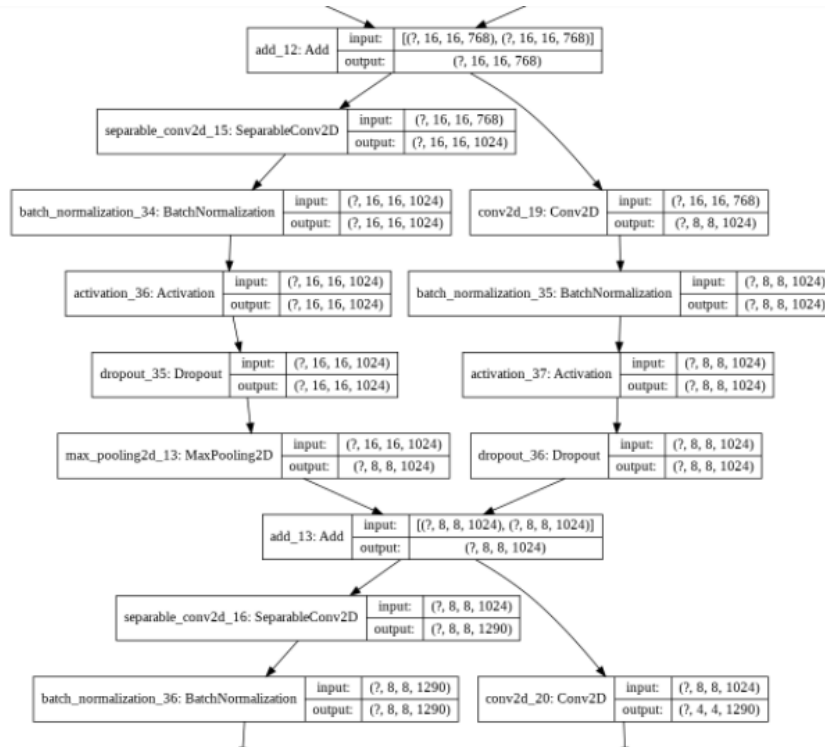 add_12: Add input: [(?, 16, 16, 768), (?, 16, 16, 768)]
output: (?, 16, 16, 768)
separable_conv2d_15: SeparableConv2D input: (?, 16, 16, 768)
output: (?, 16, 16, 1024)
batch_normalization_34: BatchNormalization input: (?, 16, 16, 1024)
output: (?, 16, 16, 1024)
conv2d_19: Conv2D input: (?, 16, 16, 768)
output: (?, 8, 8, 1024)
activation_36: Activation input: (?, 16, 16, 1024)
output: (?, 16, 16, 1024)
batch_normalization_35: BatchNormalization input: (?, 8, 8, 1024)
output: (?, 8, 8, 1024)
dropout_35: Dropout input: (?, 16, 16, 1024)
output: (?, 16, 16, 1024)
activation_37: Activation input: (?, 8, 8, 1024)
output: (?, 8, 8, 1024)
max_pooling2d_13: MaxPooling2D input: (?, 16, 16, 1024)
output: (?, 8, 8, 1024)
dropout_36: Dropout input: (?, 8, 8, 1024)
output: (?, 8, 8, 1024)
add_13: Add input: [(?, 8, 8, 1024), (?, 8, 8, 1024)]
output: (?, 8, 8, 1024)
separable_conv2d_16: SeparableConv2D input: (?, 8, 8, 1024)
output: (?, 8, 8, 1290)
batch_normalization_36: BatchNormalization input: (?, 8, 8, 1290)
output: (?, 8, 8, 1290)
conv2d_20: Conv2D input: (?, 8, 8, 1024)
output: (?, 4, 4, 1290)